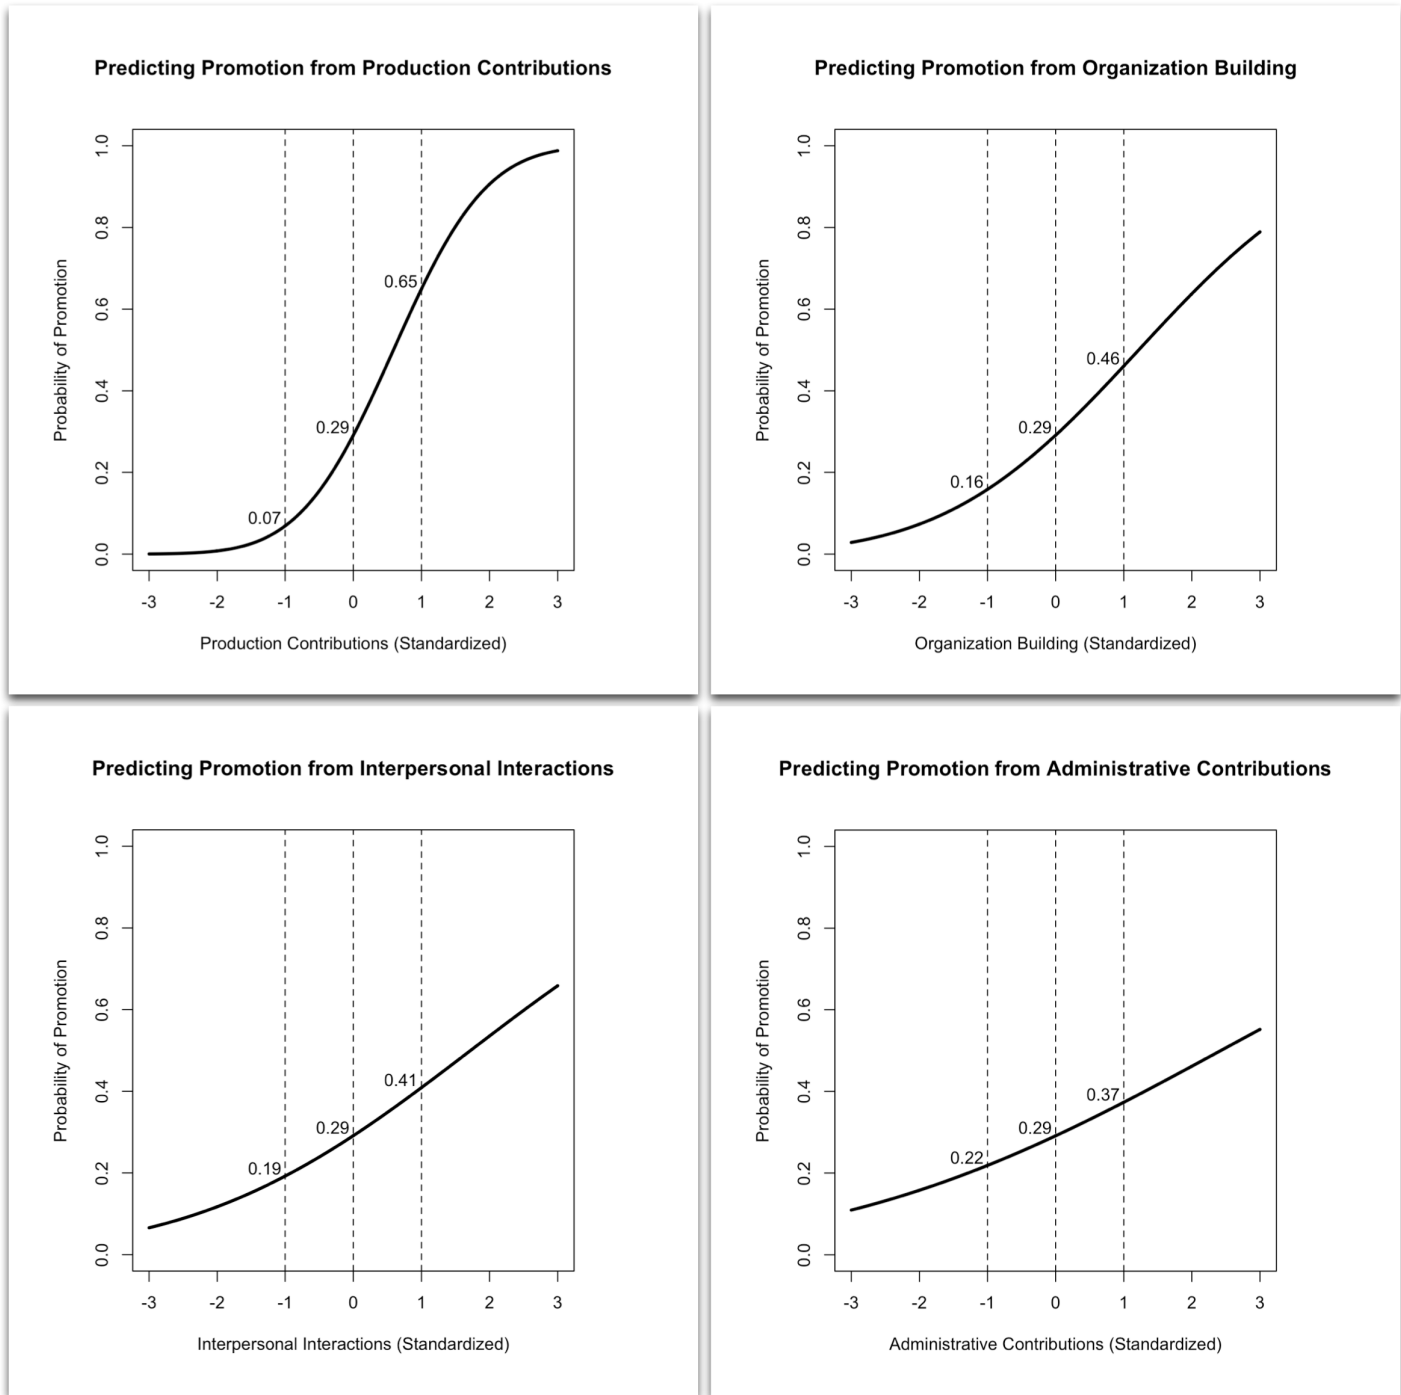 Predicting Promotion from Production Contributions
Probability of Promotion
1.0
0.8
0.6
0.4
0.2
0.0
0.65
0.29
0.07
-3 -2 -1 0 1 2 3
Production Contributions (Standardized)
Predicting Promotion from Organization Building
Probability of Promotion
1.0
0.8
0.6
0.4
0.2
0.0
0.46
0.29
0.16
-3 -2 -1 0 1 2 3
Organization Building (Standardized)
Predicting Promotion from Interpersonal Interactions
Probability of Promotion
1.0
0.8
0.6
0.4
0.2
0.0
0.41
0.29
0.19
-3 -2 -1 0 1 2 3
Interpersonal Interactions (Standardized)
Predicting Promotion from Administrative Contributions
Probability of Promotion
1.0
0.8
0.6
0.4
0.2
0.0
0.37
0.29
0.22
-3 -2 -1 0 1 2 3
Administrative Contributions (Standardized)